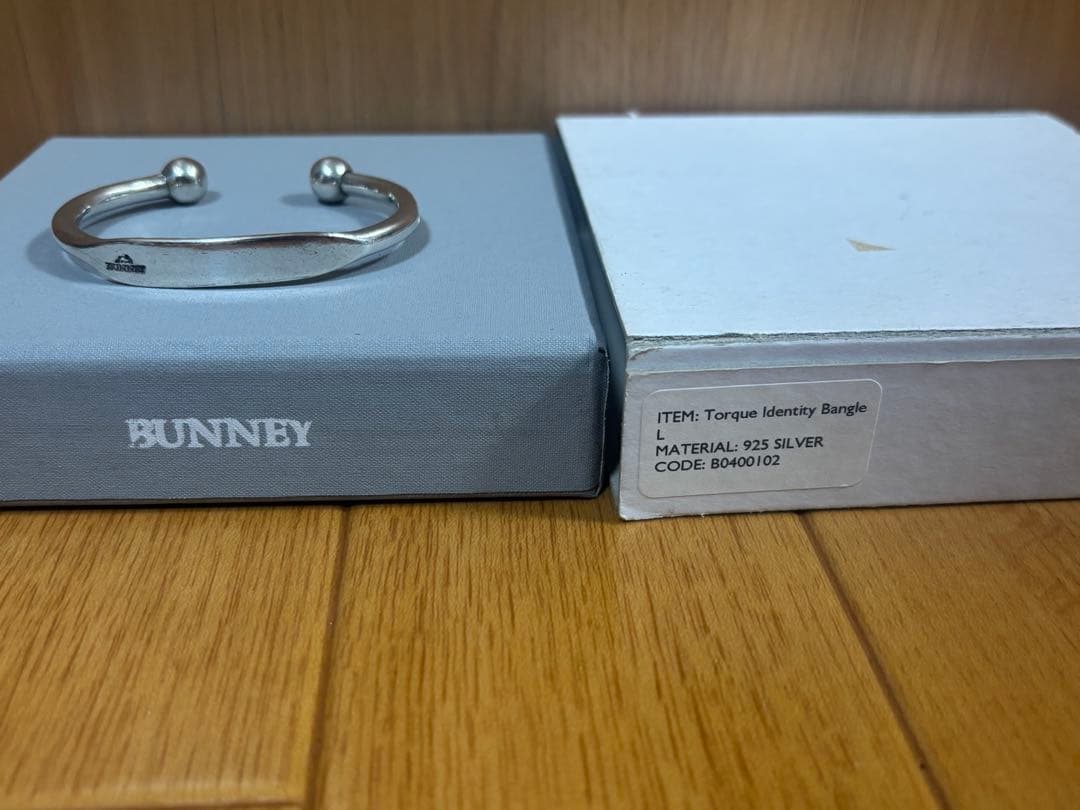 BUNNEY
BUNNEY
ITEM: Torque Identity Bangle
L
MATERIAL: 925 SILVER
CODE: B0400102